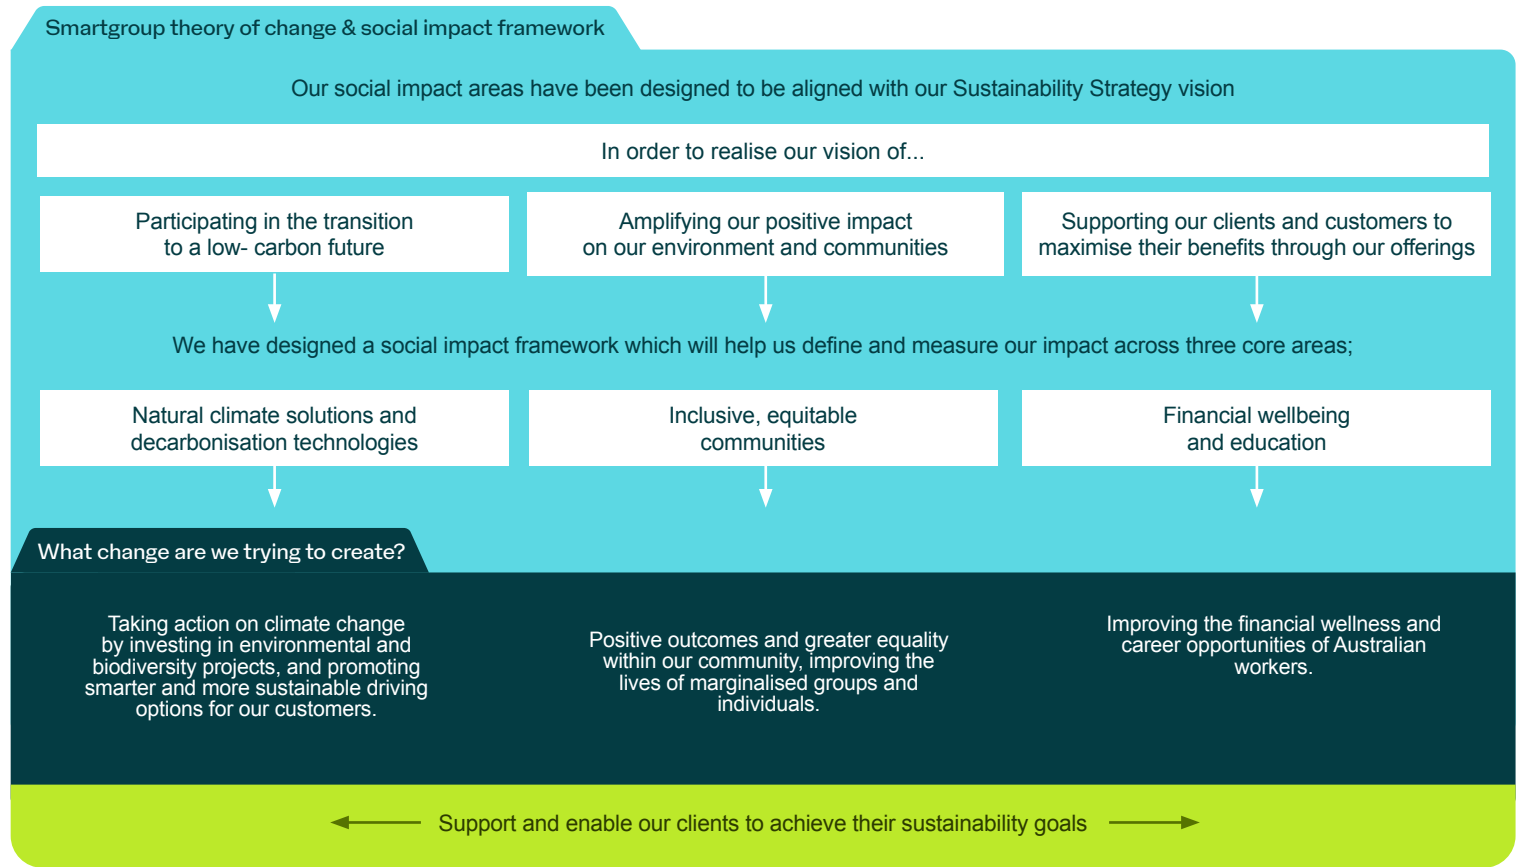 Smartgroup theory of change & social impact framework
Our social impact areas have been designed to be aligned with our Sustainability Strategy vision
In order to realise our vision of...
Participating in the transition
to a low- carbon future
Amplifying our positive impact
on our environment and communities
Supporting our clients and customers to
maximise their benefits through our offerings
We have designed a social impact framework which will help us define and measure our impact across three core areas;
Natural climate solutions and
decarbonisation technologies
Inclusive, equitable
communities
Financial wellbeing
and education
What change are we trying to create?
Taking action on climate change
by investing in environmental and
biodiversity projects, and promoting
smarter and more sustainable driving
options for our customers.
Positive outcomes and greater equality
within our community, improving the
lives of marginalised groups and
individuals.
Improving the financial wellness and
career opportunities of Australian
workers.
Support and enable our clients to achieve their sustainability goals